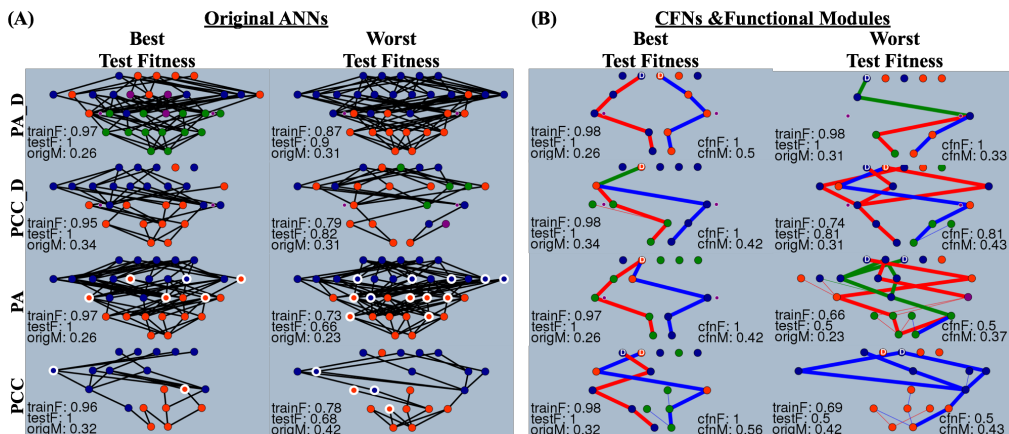 (A)
Original ANNs
(B)
CFNs &Functional Modules
Best
Test Fitness
Worst
Test Fitness
Best
Test Fitness
Worst
Test Fitness
PA_D
trainF: 0.97
testF: 1
origM: 0.26
trainF: 0.87
testF: 0.9
origM: 0.31
D
trainF: 0.98
testF: 1
origM: 0.26
cfnF: 1
cfnM: 0.5
D
trainF: 0.98
testF: 1
origM: 0.31
cfnF: 1
cfnM: 0.33
PCC_D
trainF: 0.95
testF: 1
origM: 0.34
trainF: 0.79
testF: 0.82
origM: 0.31
D
trainF: 0.98
testF: 1
origM: 0.34
cfnF: 1
cfnM: 0.42
D
D
trainF: 0.74
testF: 0.81
origM: 0.31
cfnF: 0.81
cfnM: 0.43
PA
trainF: 0.97
testF: 1
origM: 0.26
trainF: 0.73
testF: 0.66
origM: 0.23
D
trainF: 0.97
testF: 1
origM: 0.26
cfnF: 1
cfnM: 0.42
D
D
trainF: 0.66
testF: 0.5
origM: 0.23
cfnF: 0.5
cfnM: 0.37
PCC
trainF: 0.96
testF: 1
origM: 0.32
trainF: 0.78
testF: 0.68
origM: 0.42
D
D
trainF: 0.98
testF: 1
origM: 0.32
cfnF: 1
cfnM: 0.56
D
D
trainF: 0.69
testF: 0.5
origM: 0.42
cfnF: 0.5
cfnM: 0.43